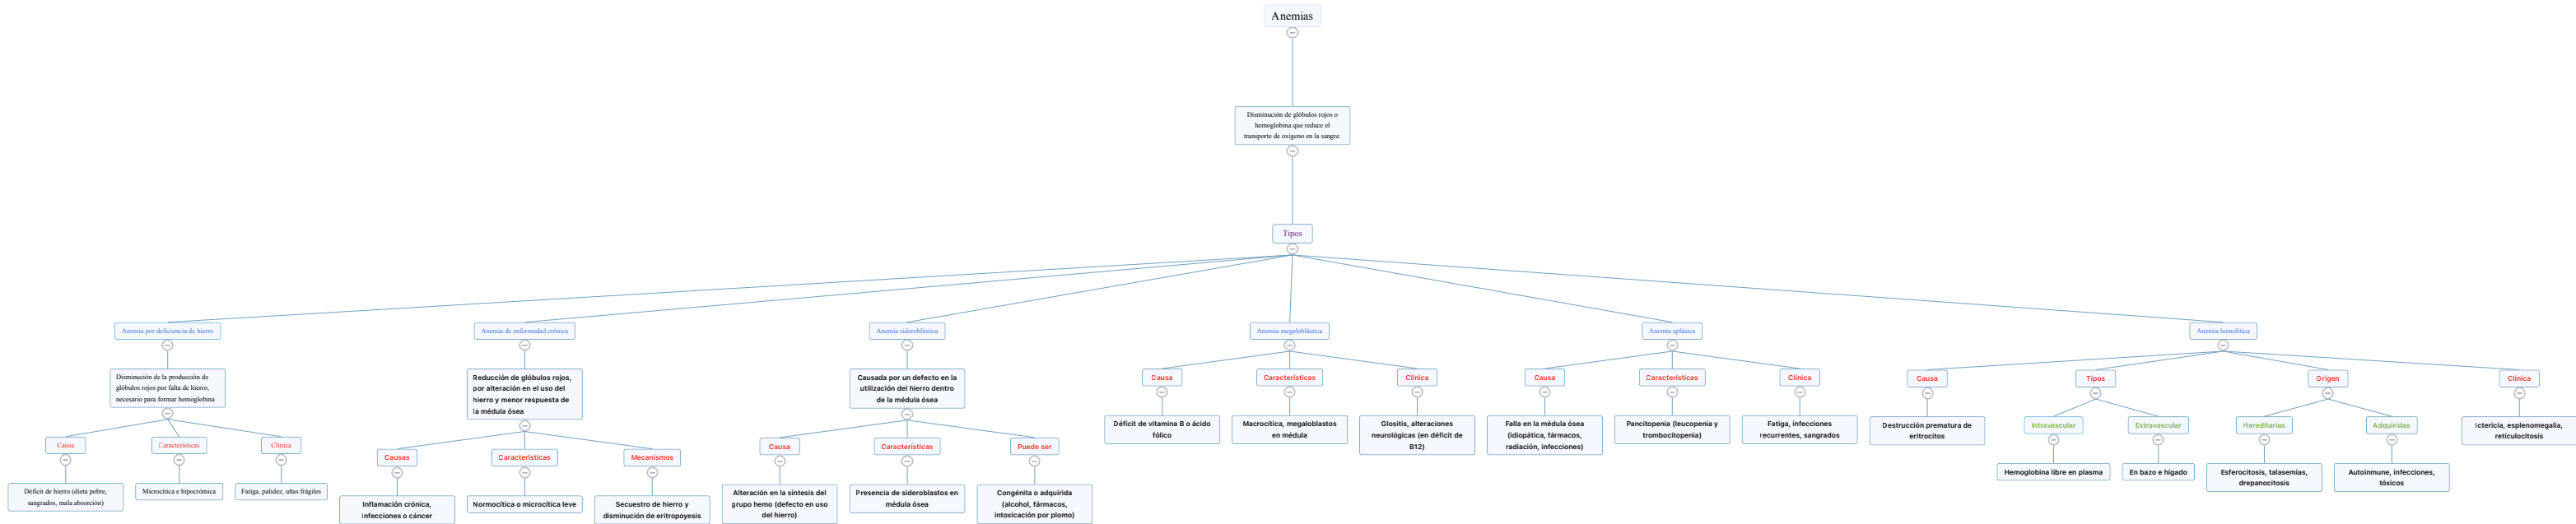 Anemias
Disminución de glóbulos rojos o
hemoglobina que reduce el
transporte de oxígeno en la sangre.
Tipos
Anemia por deficiencia de hierro
Disminución de la producción de
glóbulos rojos por falta de hierro,
necesario para formar hemoglobina
Causa
Déficit de hierro (dieta pobre,
sangrados, mala absorción)
Características
Microcítica e hipocrómica
Clínica
Fatiga, palidez, uñas frágiles
Anemia de enfermedad crónica
Reducción de glóbulos rojos,
por alteración en el uso del
hierro y menor respuesta de
la médula ósea
Causas
Inflamación crónica,
infecciones o cáncer
Características
Normocítica o microcítica leve
Mecanismos
Secuestro de hierro y
disminución de eritropoyesis
Anemia sideroblástica
Causada por un defecto en la
utilización del hierro dentro
de la médula ósea
Causa
Alteración en la síntesis del
grupo hemo (defecto en uso
del hierro)
Características
Presencia de sideroblastos en
médula ósea
Puede ser
Congénita o adquirida
(alcohol, fármacos,
intoxicación por plomo)
Anemia megaloblástica
Causa
Déficit de vitamina B o ácido
fólico
Características
Macrocítica, megaloblastos
en médula
Clínica
Glositis, alteraciones
neurológicas (en déficit de
B12)
Anemia aplásica
Causa
Falla en la médula ósea
(idiopática, fármacos,
radiación, infecciones)
Características
Pancitopenia (leucopenia y
trombocitopenia)
Clínica
Fatiga, infecciones
recurrentes, sangrados
Anemia hemolítica
Causa
Destrucción prematura de
eritrocitos
Tipos
Intravascular
Hemoglobina libre en plasma
Extravascular
En bazo e hígado
Origen
Hereditarias
Esferocitosis, talasemias,
drepanocitosis
Adquiridas
Autoinmune, infecciones,
tóxicos
Clínica
Ictericia, esplenomegalia,
reticulocitosis